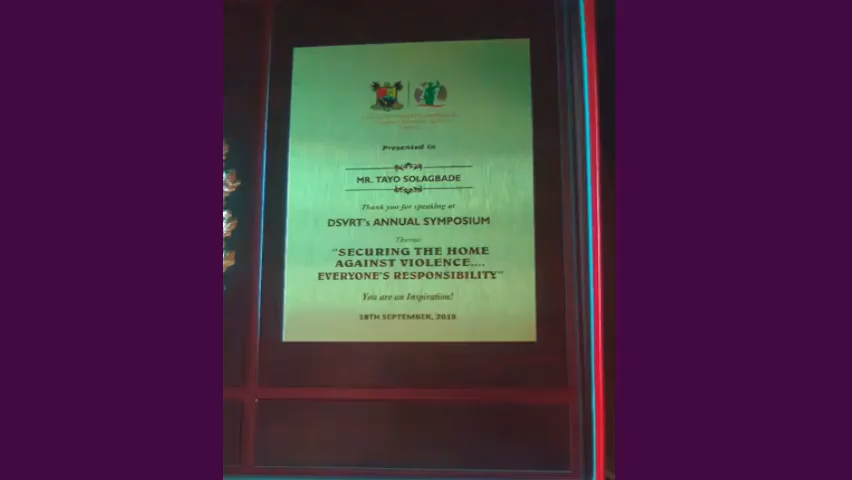 Presented to
MR. TAYO SOLAGBADE
Thank you for speaking at
DSVRT's ANNUAL SYMPOSIUM
Theme:
"SECURING THE HOME
AGAINST VIOLENCE....
EVERYONE'S RESPONSIBILITY"
You are an Inspiration!
18TH SEPTEMBER, 2018